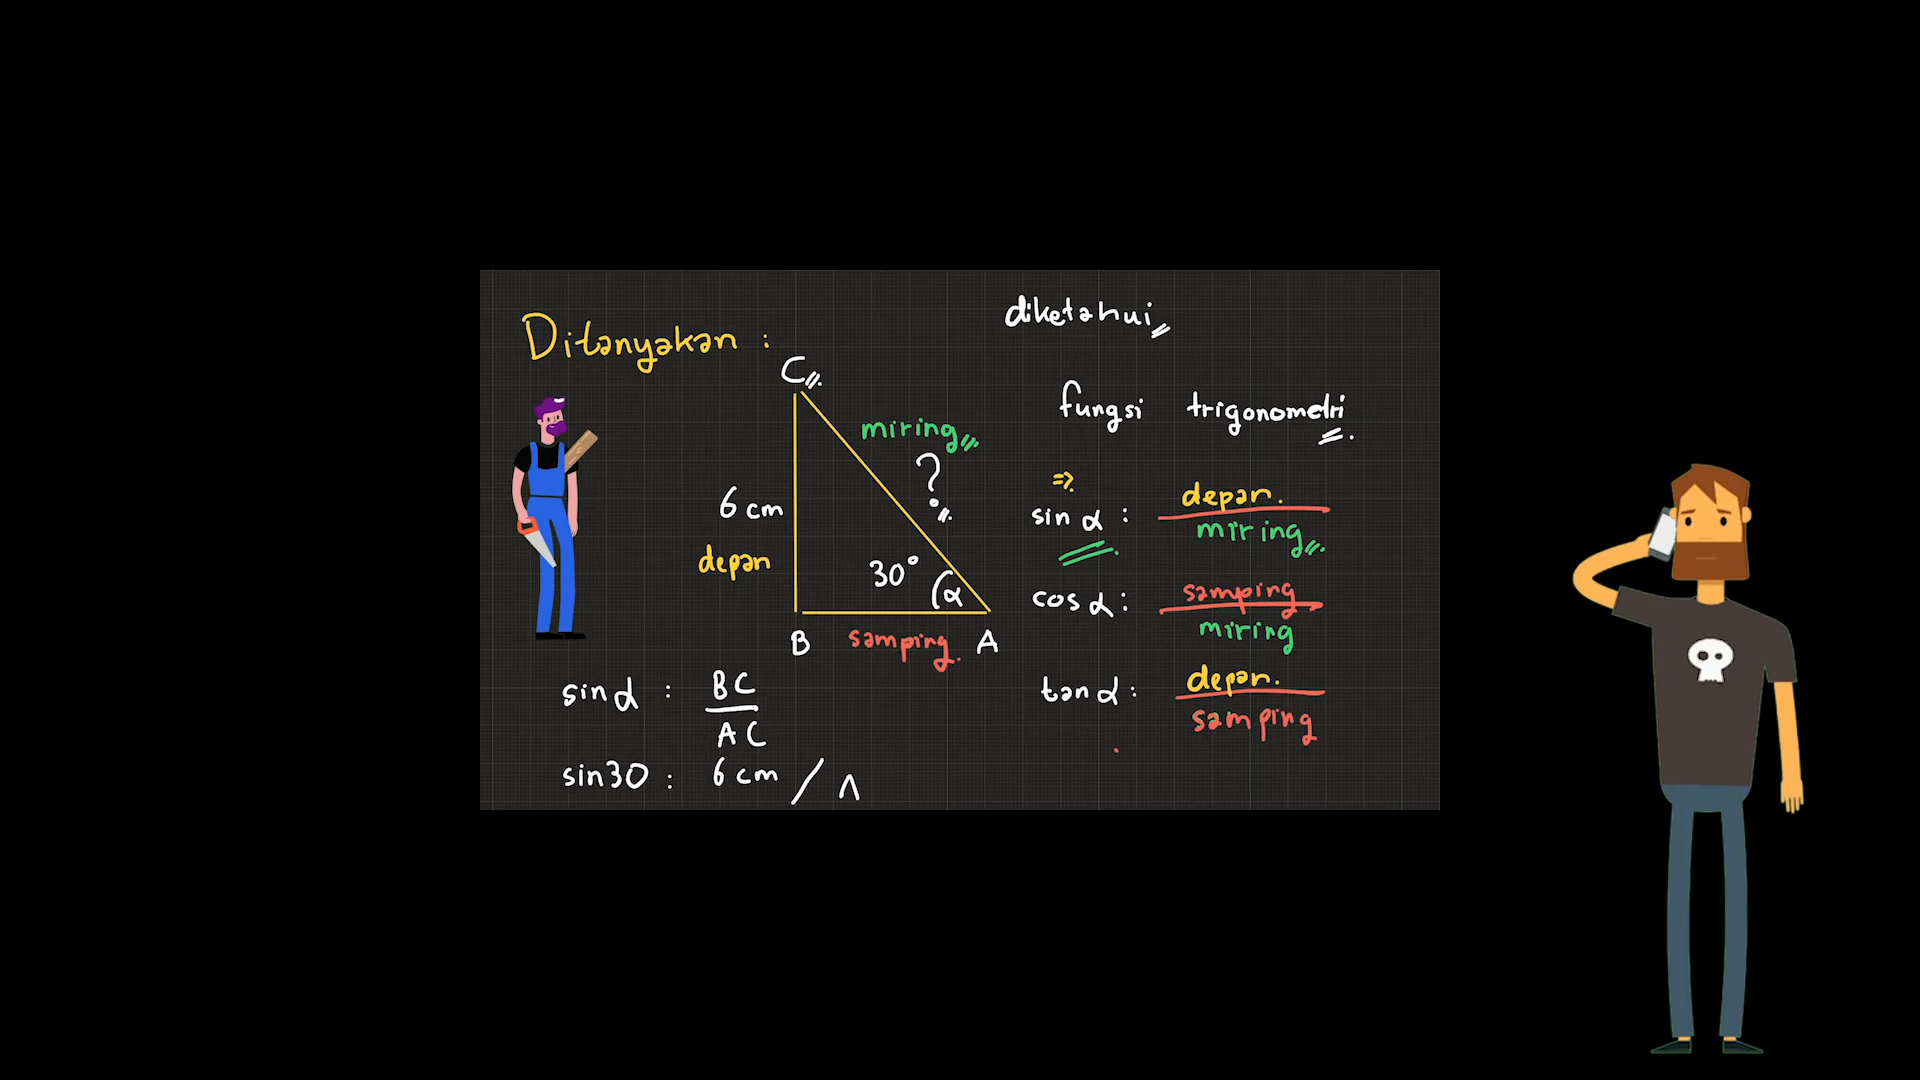 Ditanyakan :
diketahui
C
miring
?
6 cm
depan
30°
α
B
samping.
A
fungsi trigonometri
=>
sin α : depan.
miring
cos α : samping
miring
tan α : depan.
samping
sin α : BC
AC
sin30 : 6 cm / Λ